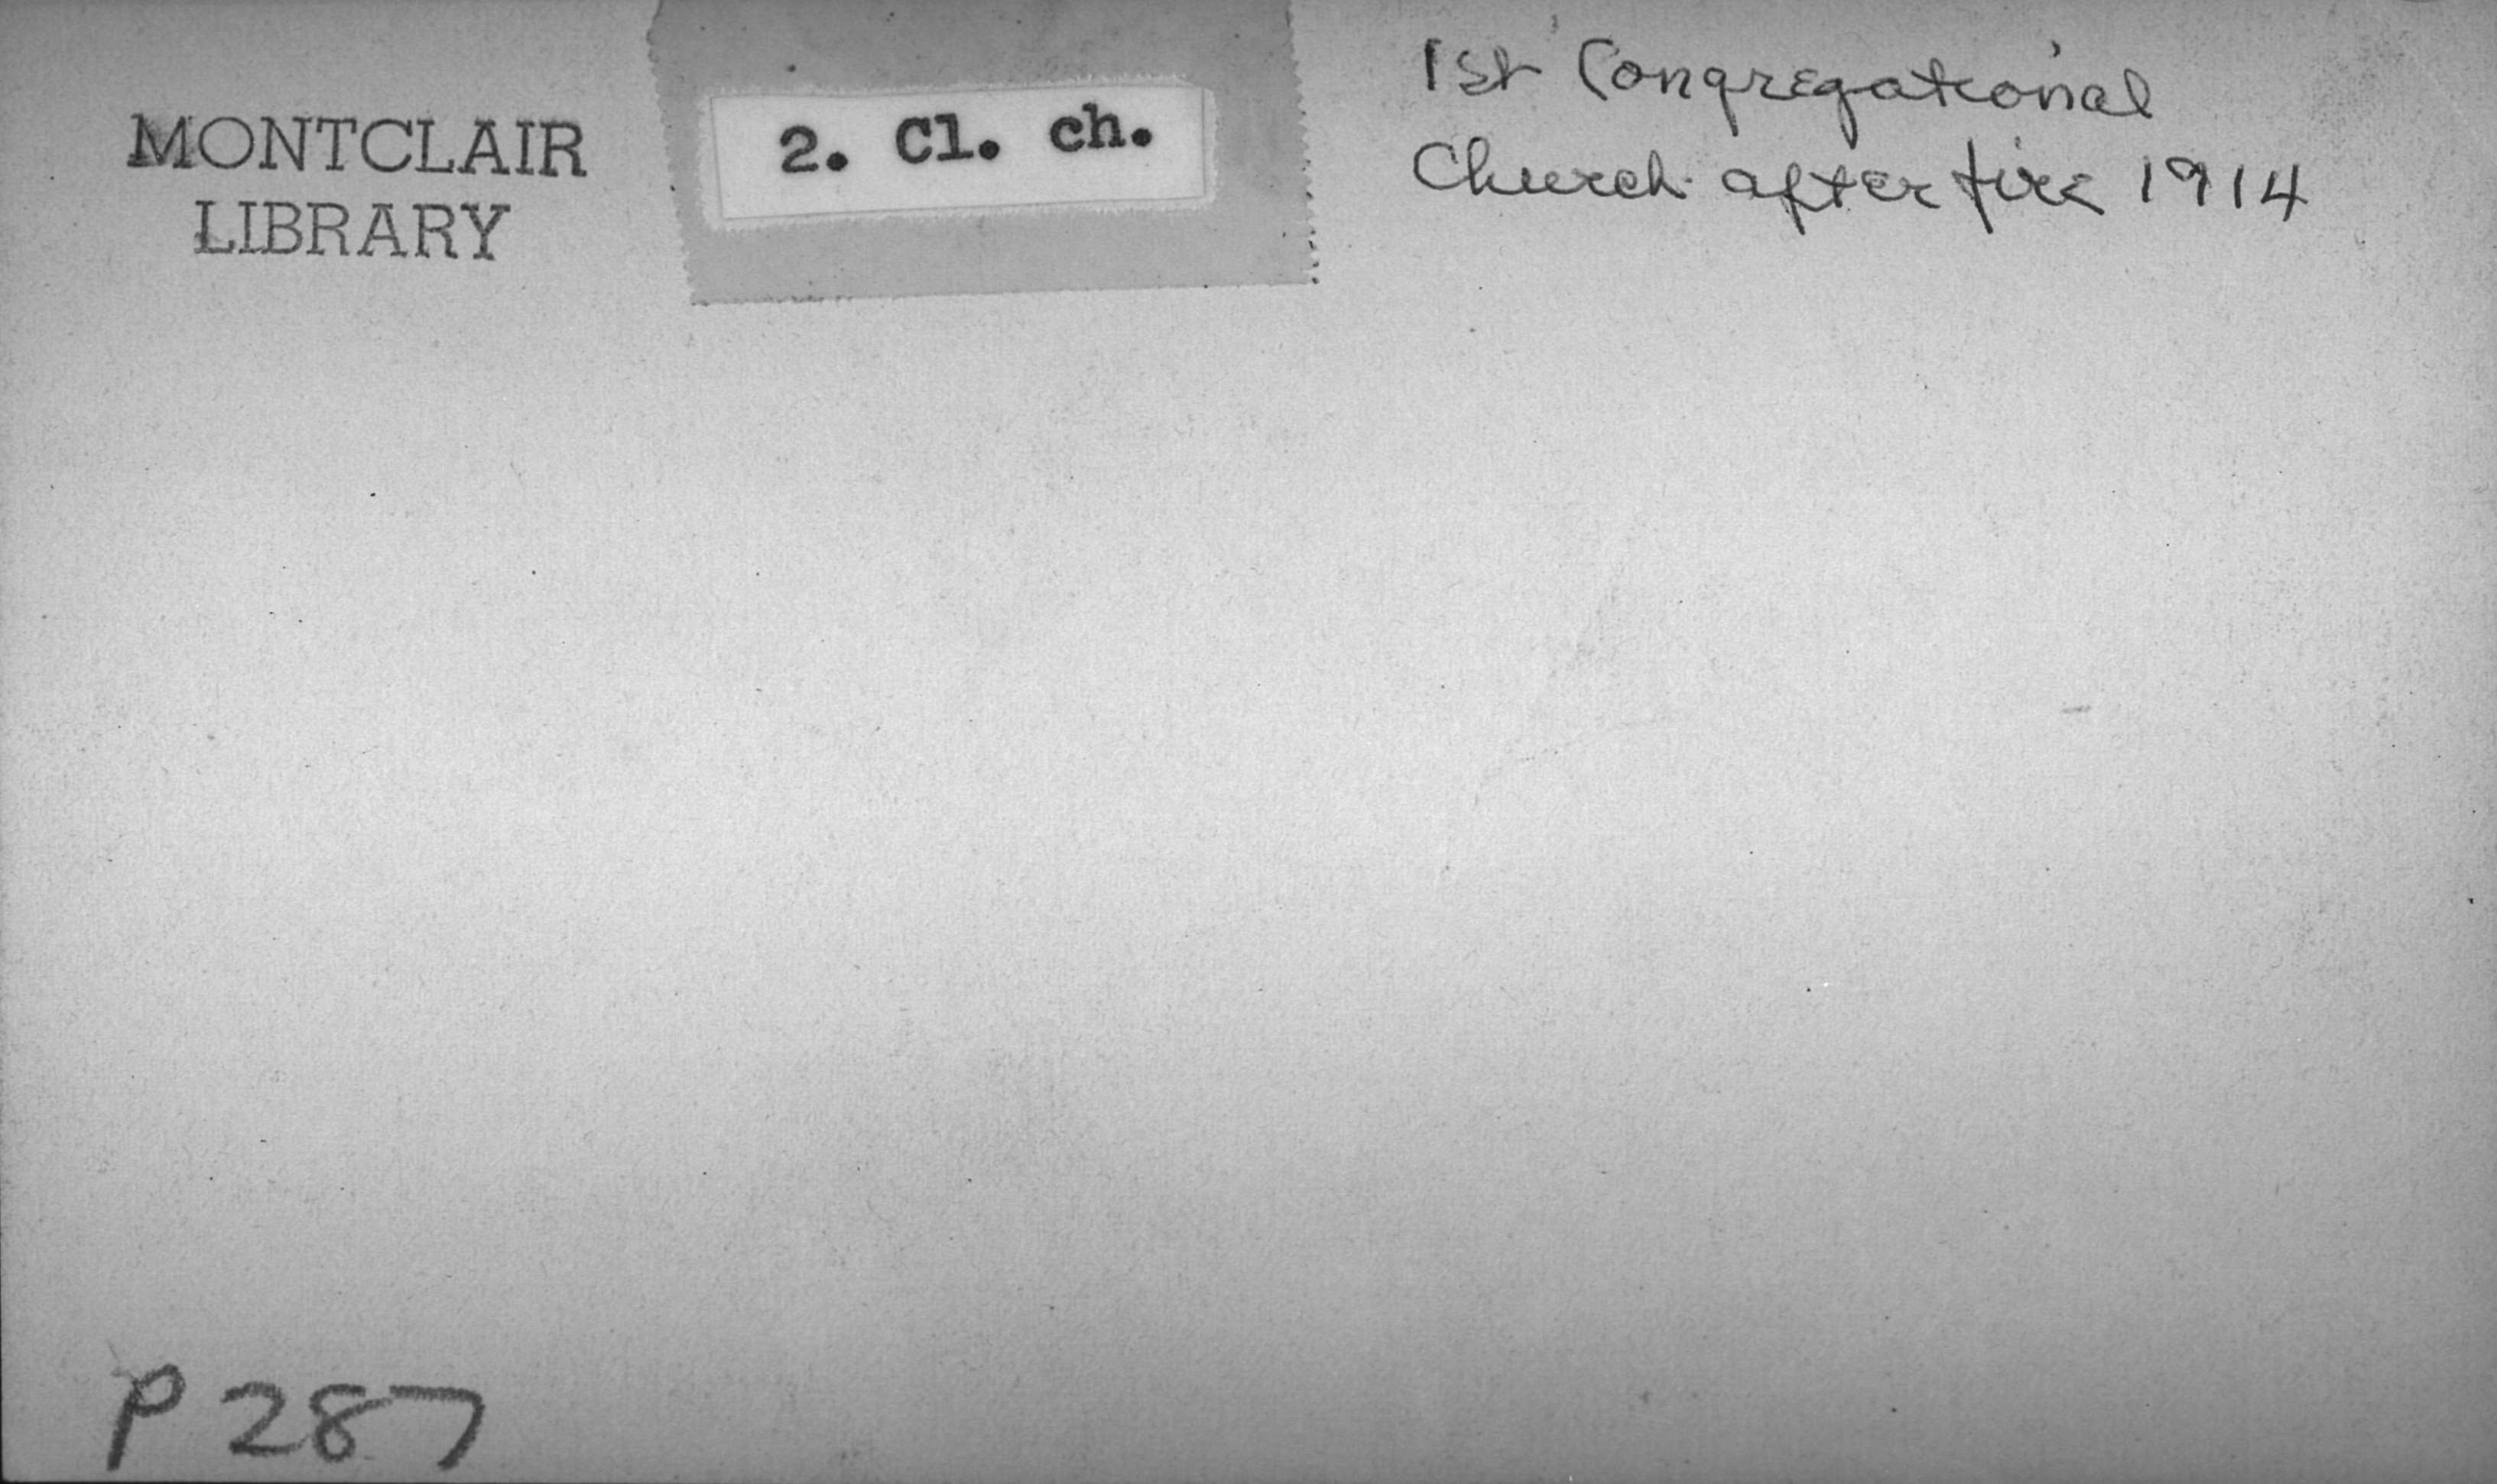 MONTCLAIR
LIBRARY
2. Cl. ch.
1st Congregational
Church after fire 1914
P 287